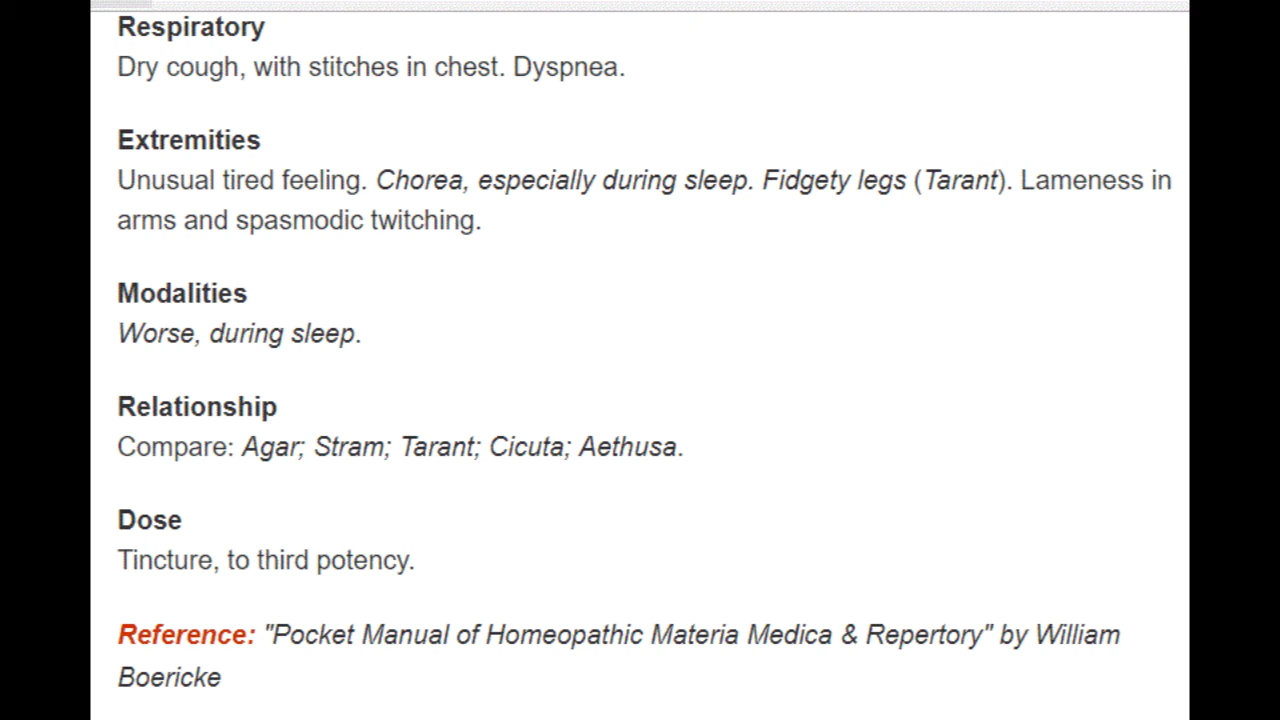 Respiratory
Dry cough, with stitches in chest. Dyspnea.
Extremities
Unusual tired feeling. Chorea, especially during sleep. Fidgety legs (Tarant). Lameness in
arms and spasmodic twitching.
Modalities
Worse, during sleep.
Relationship
Compare: Agar; Stram; Tarant; Cicuta; Aethusa.
Dose
Tincture, to third potency.
Reference: "Pocket Manual of Homeopathic Materia Medica & Repertory" by William
Boericke